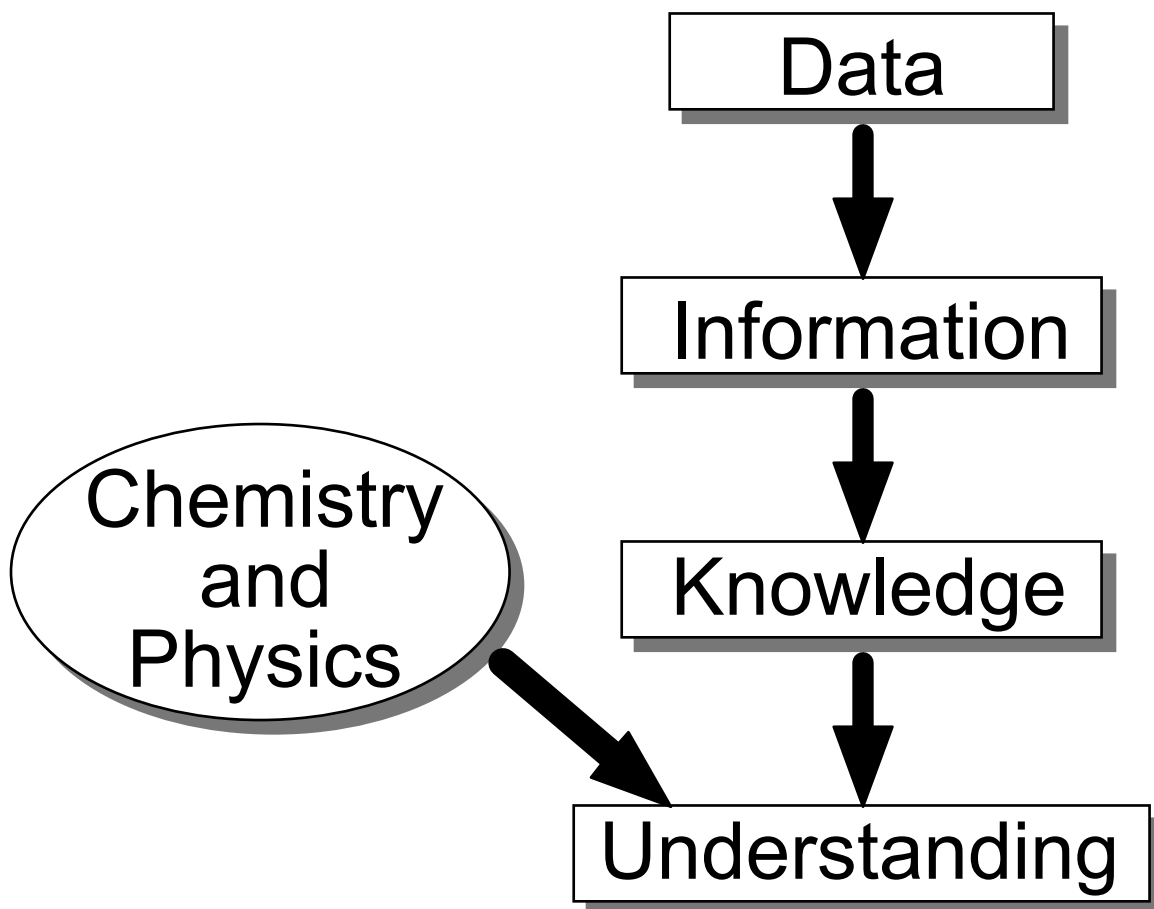 Data
Information
Chemistry
and
Physics
Knowledge
Understanding